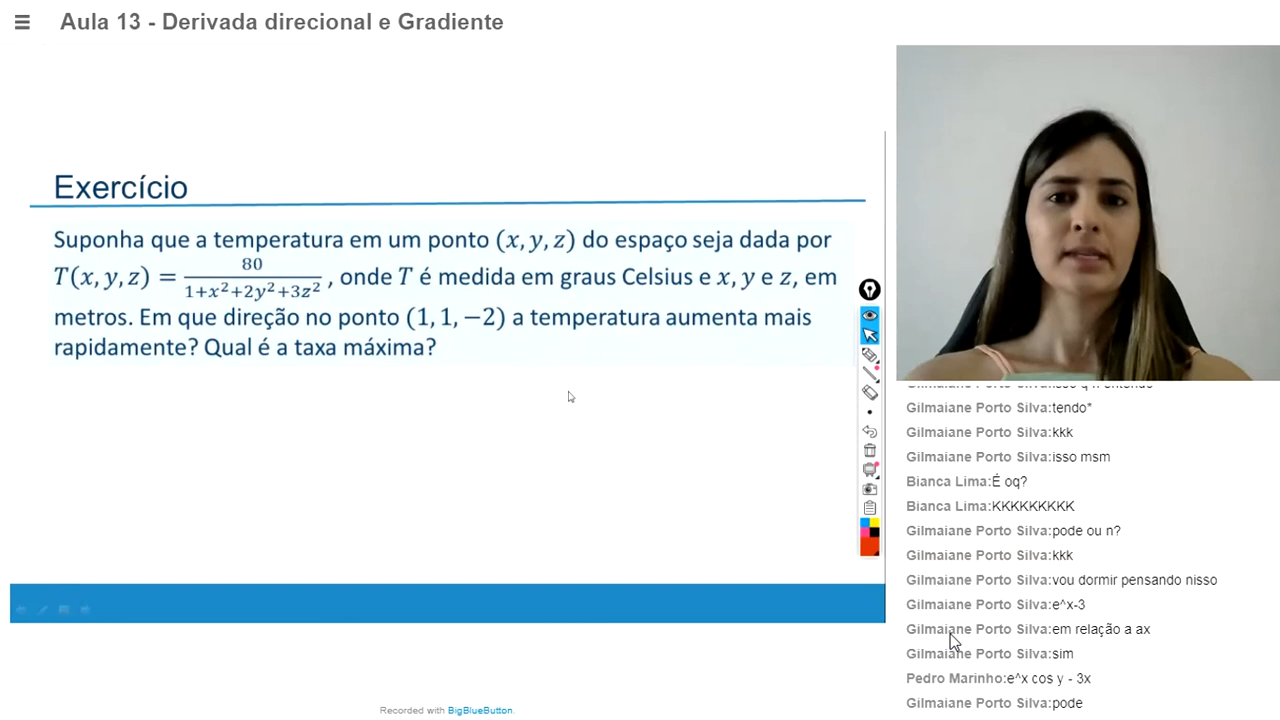 Aula 13 - Derivada direcional e Gradiente
Exercício
Suponha que a temperatura em um ponto (x, y, z) do espaço seja dada por
T(x, y, z) = 80 / 1+x²+2y²+3z² , onde T é medida em graus Celsius e x, y e z, em
metros. Em que direção no ponto (1, 1, −2) a temperatura aumenta mais
rapidamente? Qual é a taxa máxima?
Recorded with BigBlueButton.
Gilmaiane Porto Silva:tendo*
Gilmaiane Porto Silva:kkk
Gilmaiane Porto Silva:isso msm
Bianca Lima:É oq?
Bianca Lima:KKKKKKKKK
Gilmaiane Porto Silva:pode ou n?
Gilmaiane Porto Silva:kkk
Gilmaiane Porto Silva:vou dormir pensando nisso
Gilmaiane Porto Silva:e^x-3
Gilmaiane Porto Silva:em relação a ax
Gilmaiane Porto Silva:sim
Pedro Marinho:e^x cos y - 3x
Gilmaiane Porto Silva:pode